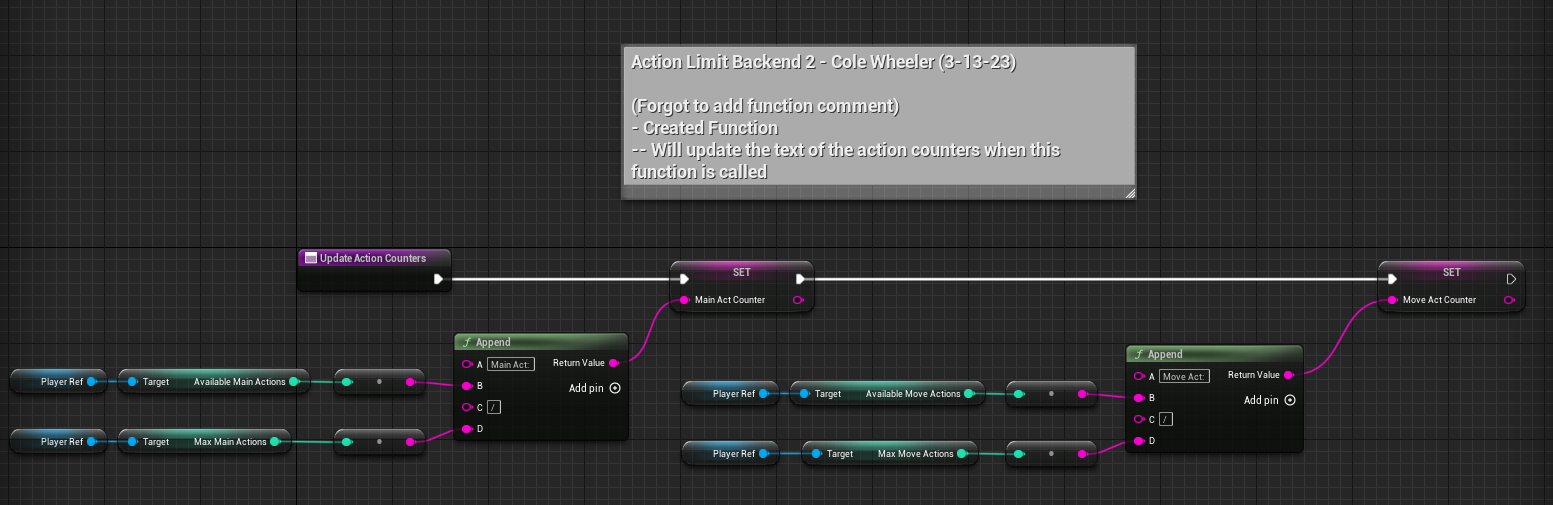 Action Limit Backend 2 - Cole Wheeler (3-13-23)
(Forgot to add function comment)
- Created Function
-- Will update the text of the action counters when this
function is called
Update Action Counters
SET
Main Act Counter
SET
Move Act Counter
Append
A Main Act: Return Value
B Add pin
C /
D
Player Ref
Target Available Main Actions
Player Ref
Target Max Main Actions
Append
A Move Act: Return Value
B Add pin
C /
D
Player Ref
Target Available Move Actions
Player Ref
Target Max Move Actions